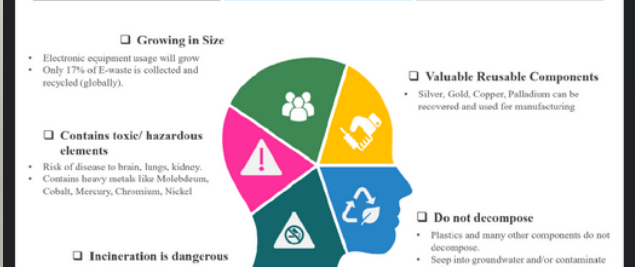 Growing in Size
• Electronic equipment usage will grow
• Only 17% of E-waste is collected and
recycled (globally).
Contains toxic/ hazardous
elements
• Risk of disease to brain, lungs, kidney.
• Contains heavy metals like Molebdeum,
Cobalt, Mercury, Chromium, Nickel
Incineration is dangerous
Valuable Reusable Components
• Silver, Gold, Copper, Palladium can be
recovered and used for manufacturing
Do not decompose
• Plastics and many other components do not
decompose.
• Seep into groundwater and/or contaminate